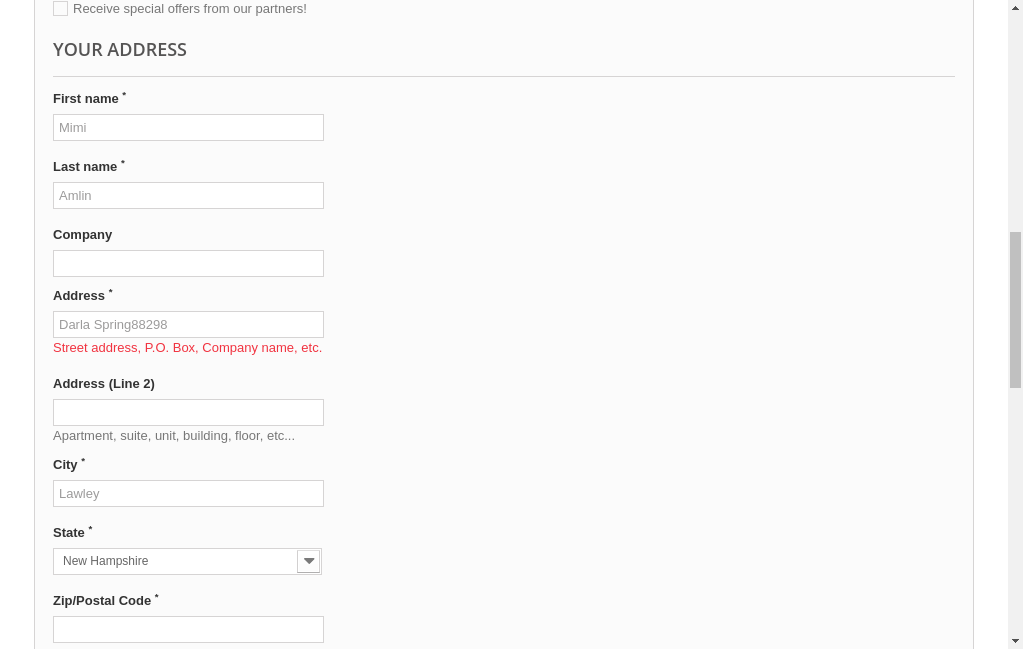 Receive special offers from our partners!
YOUR ADDRESS
First name *
Mimi
Last name *
Amlin
Company
Address *
Darla Spring88298
Street address, P.O. Box, Company name, etc.
Address (Line 2)
Apartment, suite, unit, building, floor, etc...
City *
Lawley
State *
New Hampshire
Zip/Postal Code *